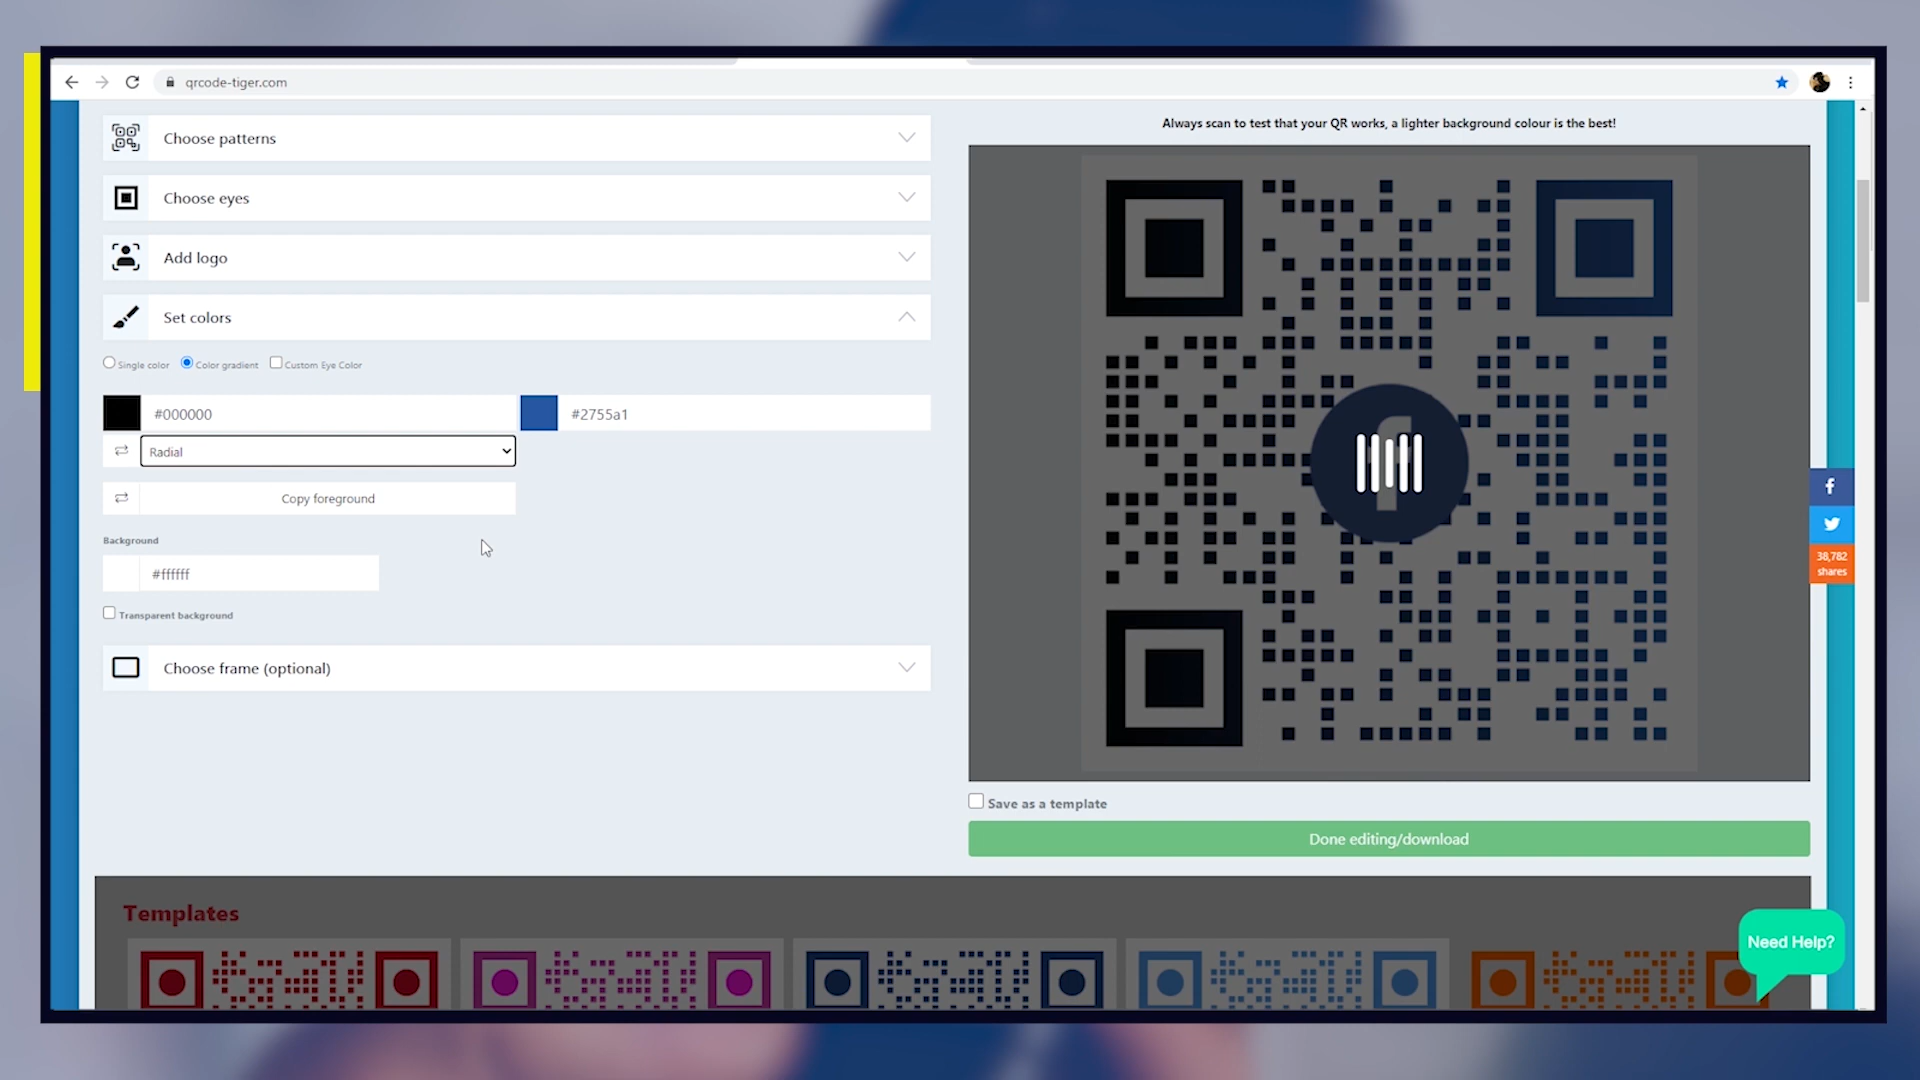 qrcode-tiger.com
Choose patterns
Choose eyes
Add logo
Set colors
Single color
Color gradient
Custom Eye Color
#000000
#2755a1
Radial
Copy foreground
Background
#ffffff
Transparent background
Choose frame (optional)
Always scan to test that your QR works, a lighter background colour is the best!
f
38,782
shares
Save as a template
Done editing/download
Templates
Need Help?